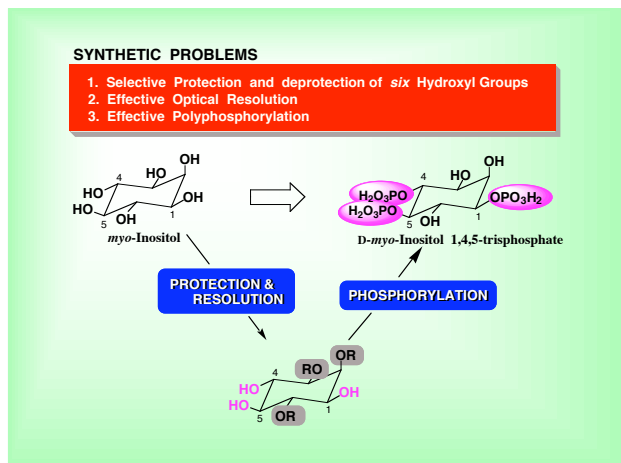 SYNTHETIC PROBLEMS
1. Selective Protection and deprotection of six Hydroxyl Groups
2. Effective Optical Resolution
3. Effective Polyphosphorylation
OH
HO
4
HO
OH
HO
OH
5
1
myo-Inositol
OH
HO
4
H₂O₃PO
OPO₃H₂
H₂O₃PO
OH
5
1
D-myo-Inositol 1,4,5-trisphosphate
PROTECTION &
RESOLUTION
PHOSPHORYLATION
OR
RO
4
HO
OH
HO
OR
5
1